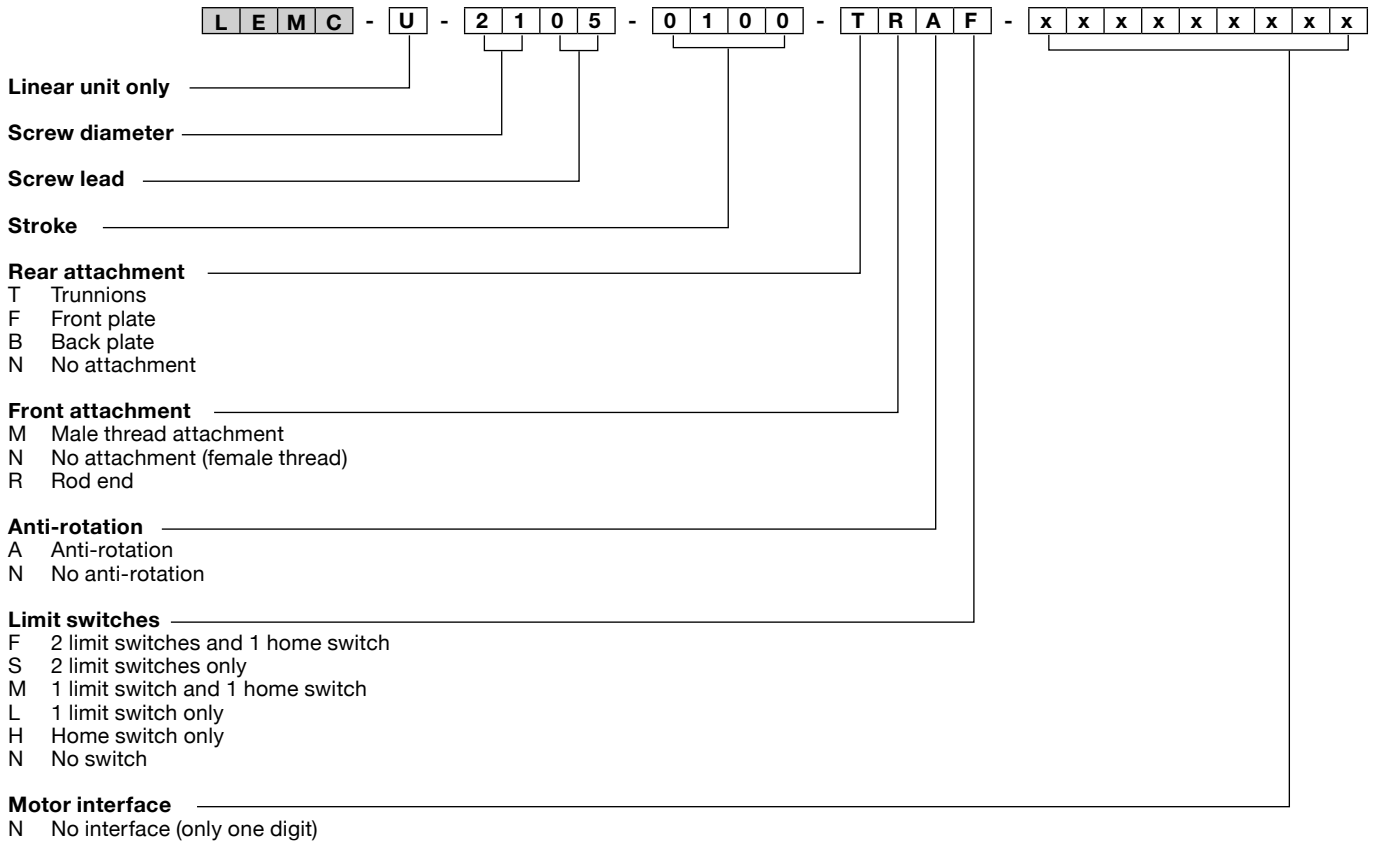 L E M C - U - 2 1 0 5 - 0 1 0 0 - T R A F - x x x x x x x x x
Linear unit only
Screw diameter
Screw lead
Stroke
Rear attachment
T Trunnions
F Front plate
B Back plate
N No attachment
Front attachment
M Male thread attachment
N No attachment (female thread)
R Rod end
Anti-rotation
A Anti-rotation
N No anti-rotation
Limit switches
F 2 limit switches and 1 home switch
S 2 limit switches only
M 1 limit switch and 1 home switch
L 1 limit switch only
H Home switch only
N No switch
Motor interface
N No interface (only one digit)